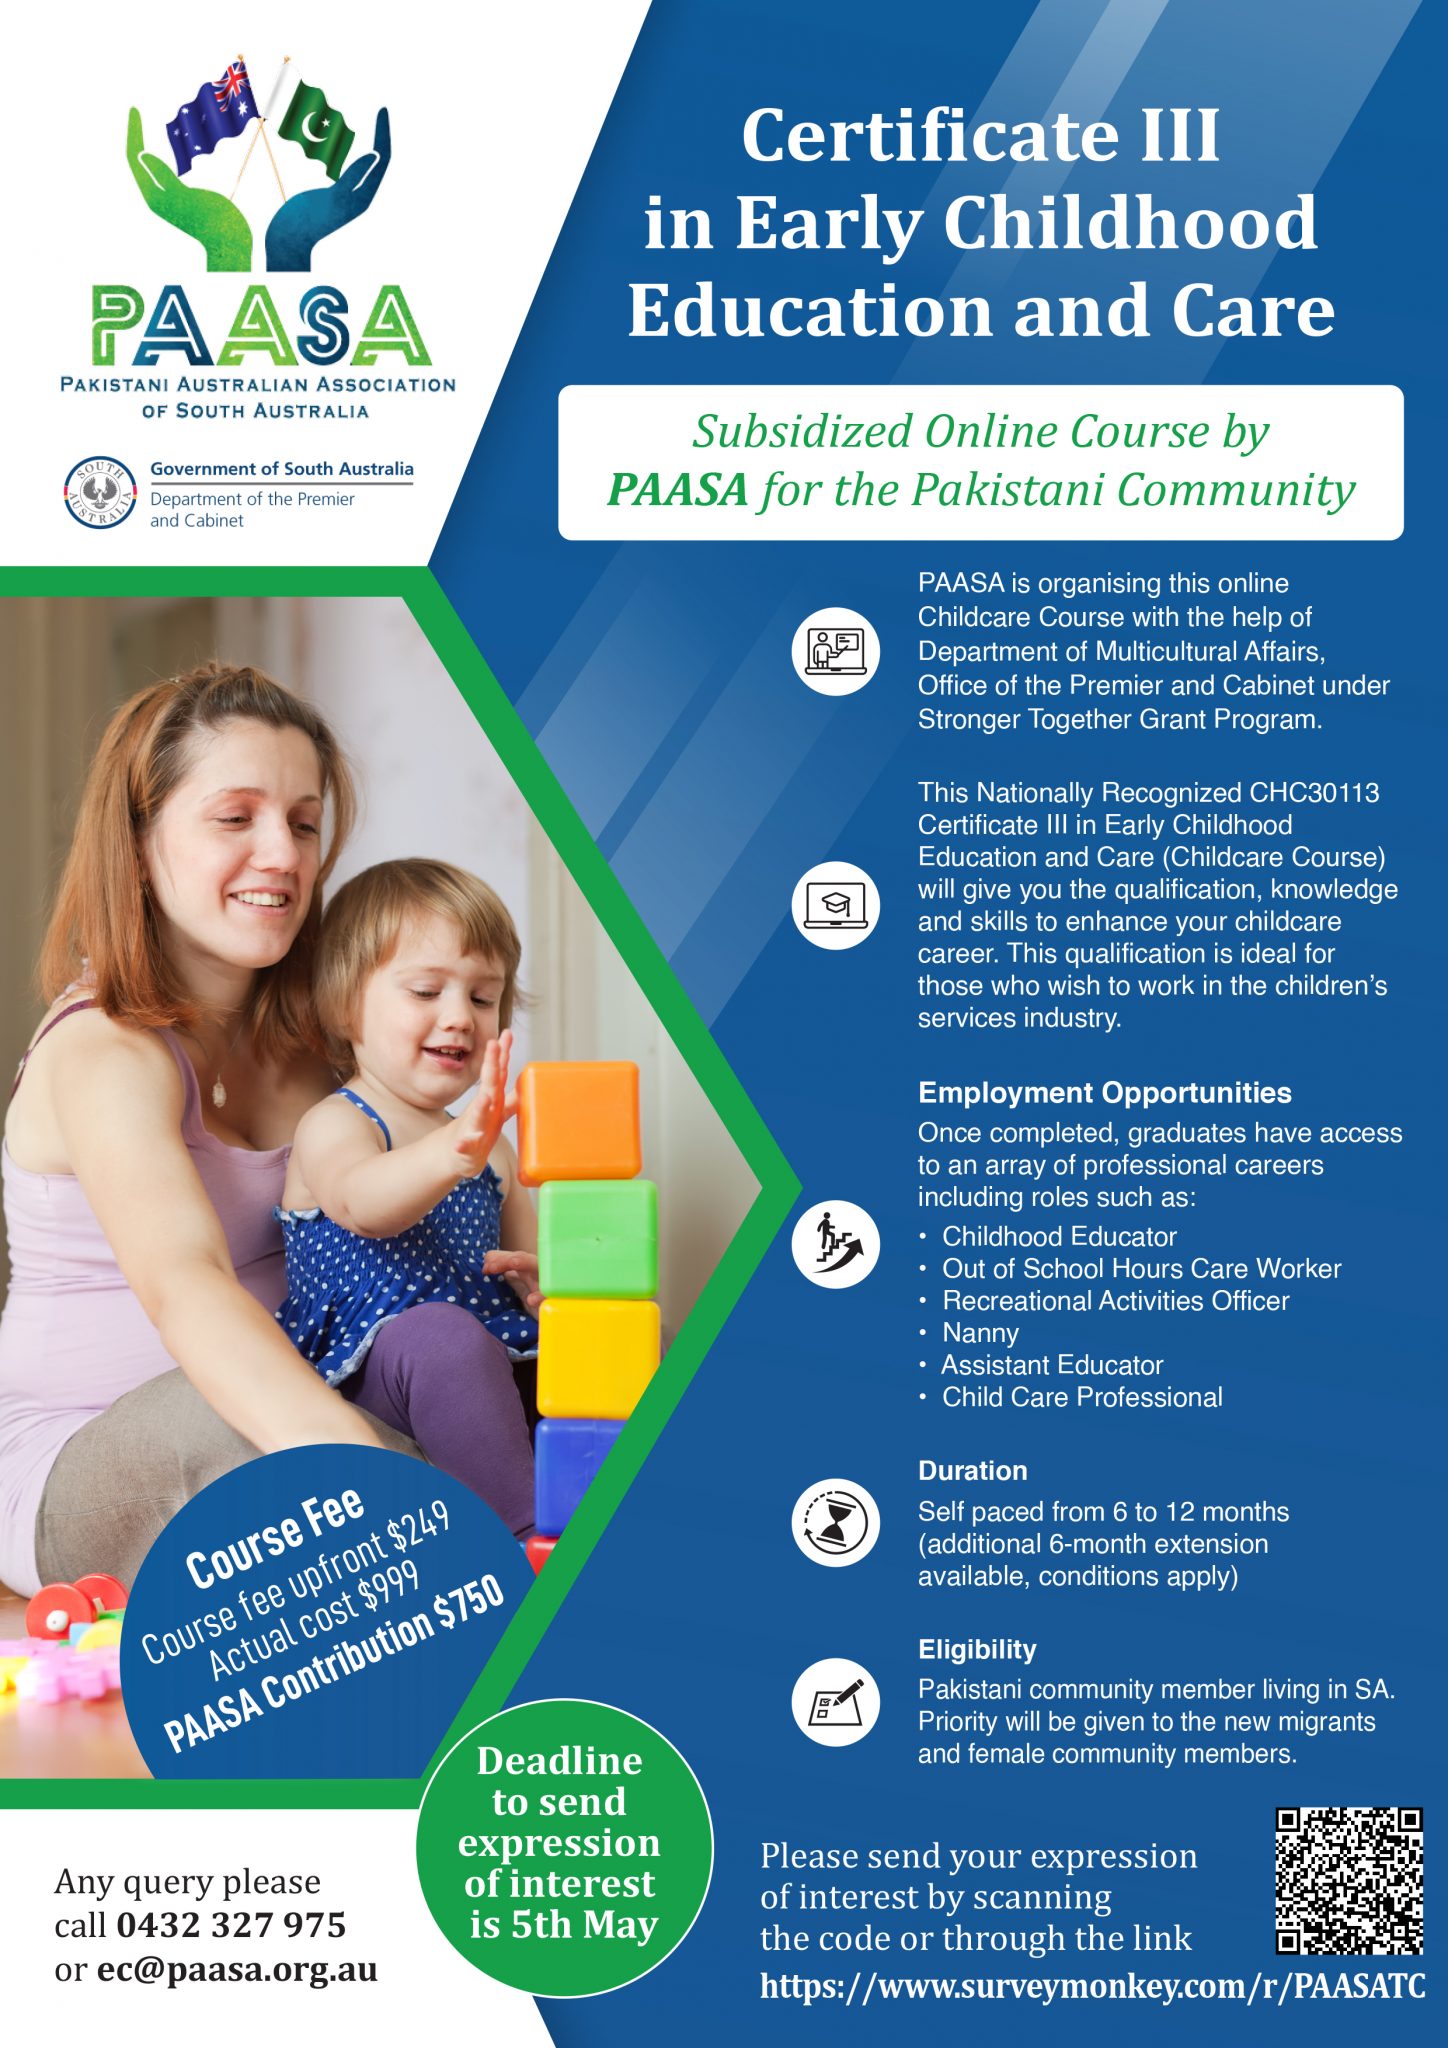 PAASA
PAKISTANI AUSTRALIAN ASSOCIATION
OF SOUTH AUSTRALIA
SOUTH
AUSTRALIA
Government of South Australia
Department of the Premier
and Cabinet
Certificate III
in Early Childhood
Education and Care
Subsidized Online Course by
PAASA for the Pakistani Community
PAASA is organising this online
Childcare Course with the help of
Department of Multicultural Affairs,
Office of the Premier and Cabinet under
Stronger Together Grant Program.
This Nationally Recognized CHC30113
Certificate III in Early Childhood
Education and Care (Childcare Course)
will give you the qualification, knowledge
and skills to enhance your childcare
career. This qualification is ideal for
those who wish to work in the children's
services industry.
Employment Opportunities
Once completed, graduates have access
to an array of professional careers
including roles such as:
• Childhood Educator
• Out of School Hours Care Worker
• Recreational Activities Officer
• Nanny
• Assistant Educator
• Child Care Professional
Duration
Self paced from 6 to 12 months
(additional 6-month extension
available, conditions apply)
Eligibility
Pakistani community member living in SA.
Priority will be given to the new migrants
and female community members.
Course Fee
Course fee upfront $249
Actual cost $999
PAASA Contribution $750
Deadline
to send
expression
of interest
is 5th May
Any query please
call 0432 327 975
or ec@paasa.org.au
Please send your expression
of interest by scanning
the code or through the link
https://www.surveymonkey.com/r/PAASATC